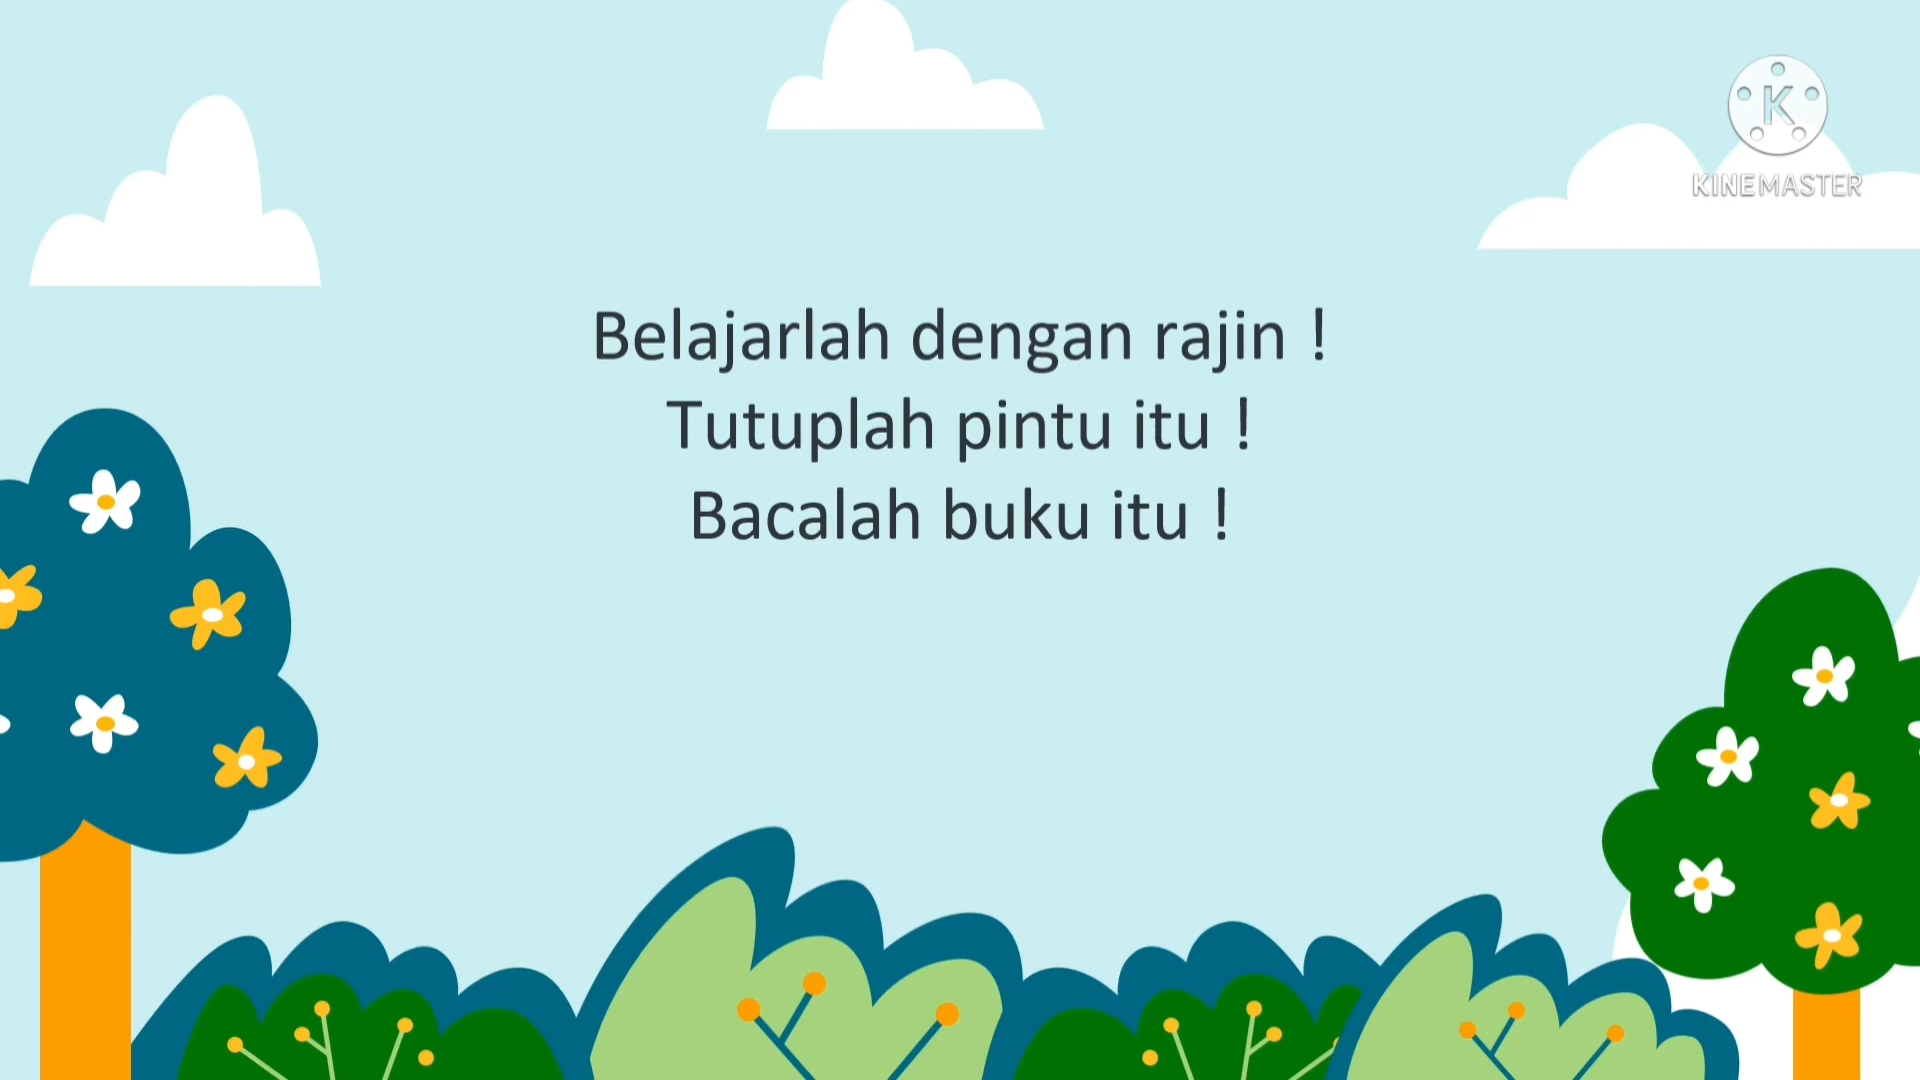 KINEMASTER
Belajarlah dengan rajin !
Tutuplah pintu itu !
Bacalah buku itu !